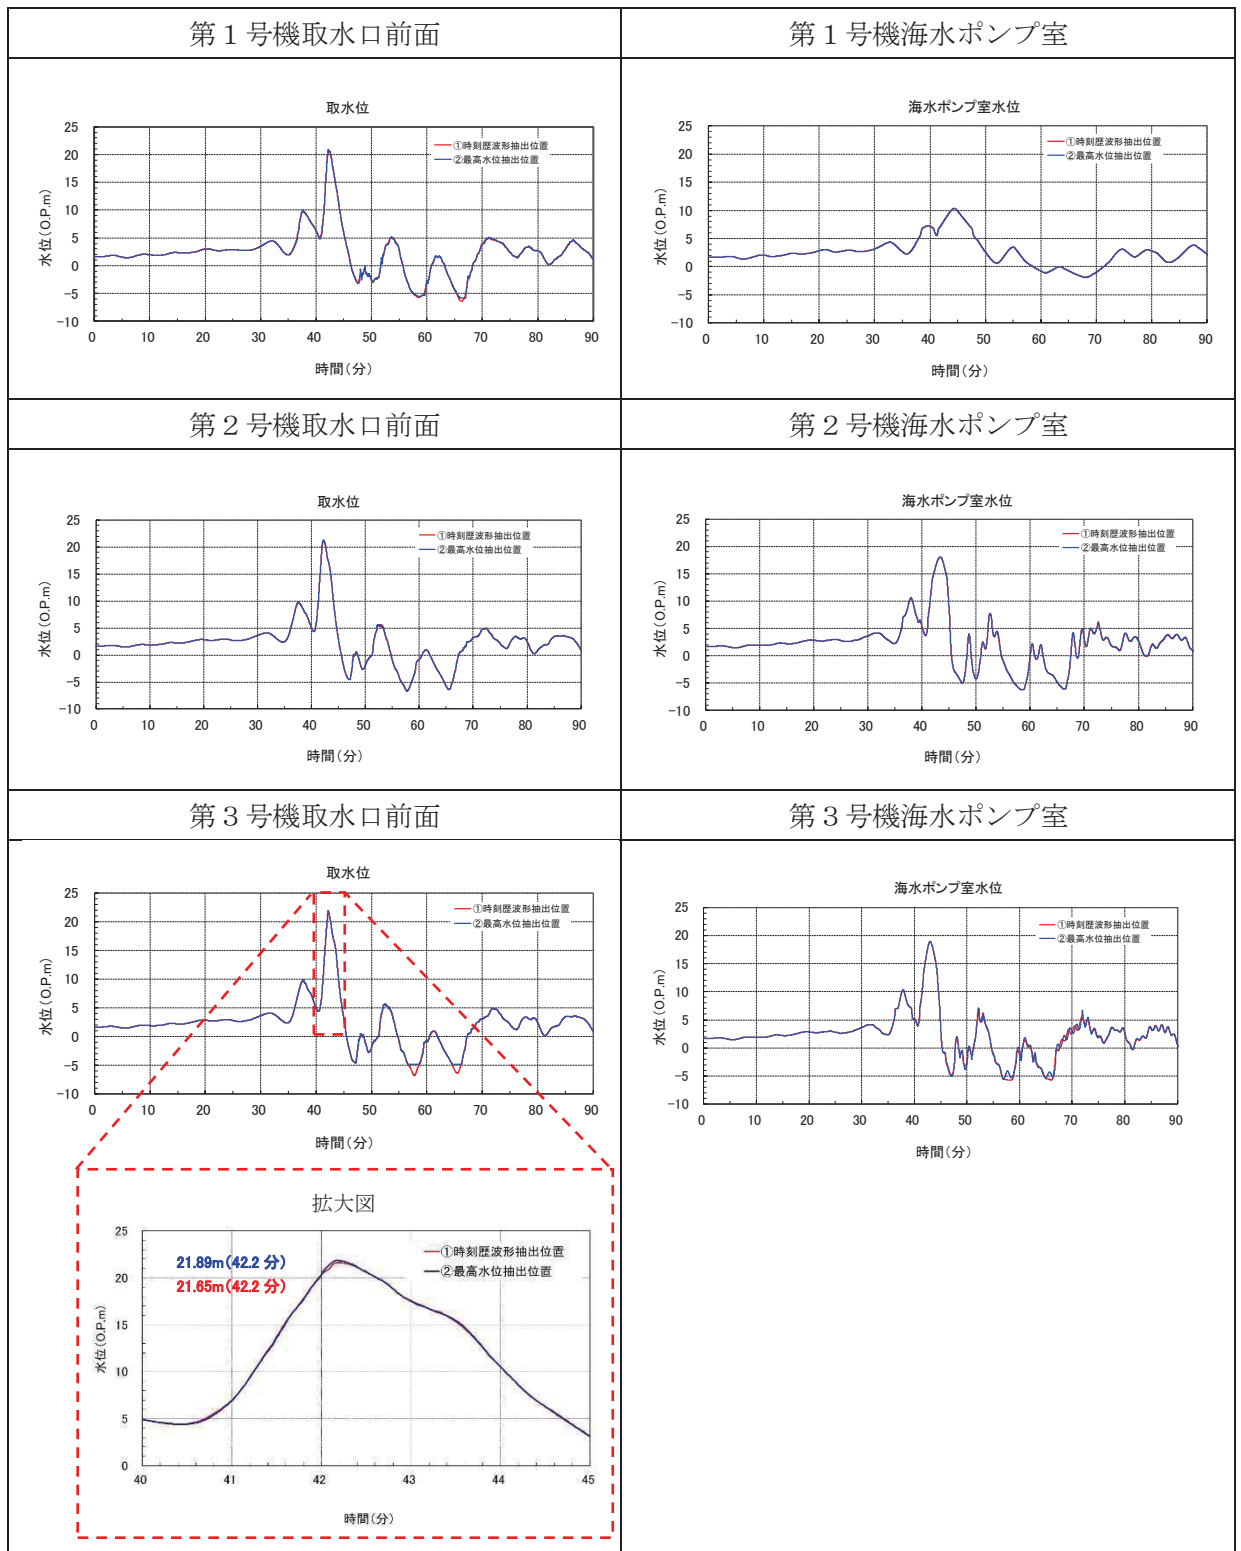 第１号機取水口前面
第１号機海水ポンプ室
取水位
①時刻歴波形抽出位置
②最高水位抽出位置
水位(O.P.m)
25
20
15
10
5
0
-5
-10
0 10 20 30 40 50 60 70 80 90
時間(分)
海水ポンプ室水位
①時刻歴波形抽出位置
②最高水位抽出位置
水位(O.P.m)
25
20
15
10
5
0
-5
-10
0 10 20 30 40 50 60 70 80 90
時間(分)
第２号機取水口前面
第２号機海水ポンプ室
取水位
①時刻歴波形抽出位置
②最高水位抽出位置
水位(O.P.m)
25
20
15
10
5
0
-5
-10
0 10 20 30 40 50 60 70 80 90
時間(分)
海水ポンプ室水位
①時刻歴波形抽出位置
②最高水位抽出位置
水位(O.P.m)
25
20
15
10
5
0
-5
-10
0 10 20 30 40 50 60 70 80 90
時間(分)
第３号機取水口前面
第３号機海水ポンプ室
取水位
①時刻歴波形抽出位置
②最高水位抽出位置
水位(O.P.m)
25
20
15
10
5
0
-5
-10
0 10 20 30 40 50 60 70 80 90
時間(分)
海水ポンプ室水位
①時刻歴波形抽出位置
②最高水位抽出位置
水位(O.P.m)
25
20
15
10
5
0
-5
-10
0 10 20 30 40 50 60 70 80 90
時間(分)
拡大図
21.89m(42.2 分)
21.65m(42.2 分)
①時刻歴波形抽出位置
②最高水位抽出位置
水位(O.P.m)
25
20
15
10
5
0
40 41 42 43 44 45
時間(分)